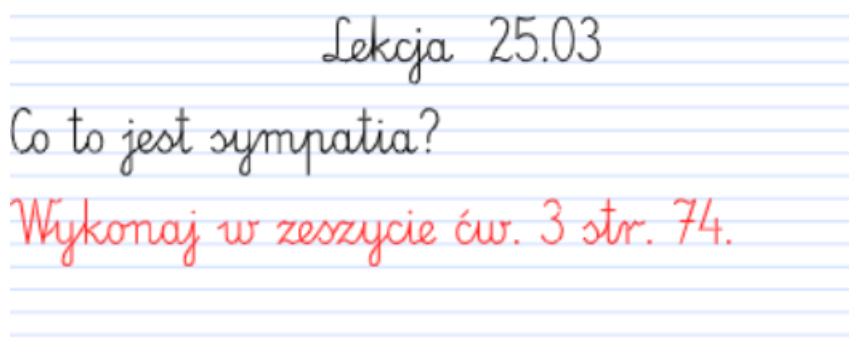 Lekcja 25.03
Co to jest sympatia?
Wykonaj w zeszycie ćw. 3 str. 74.